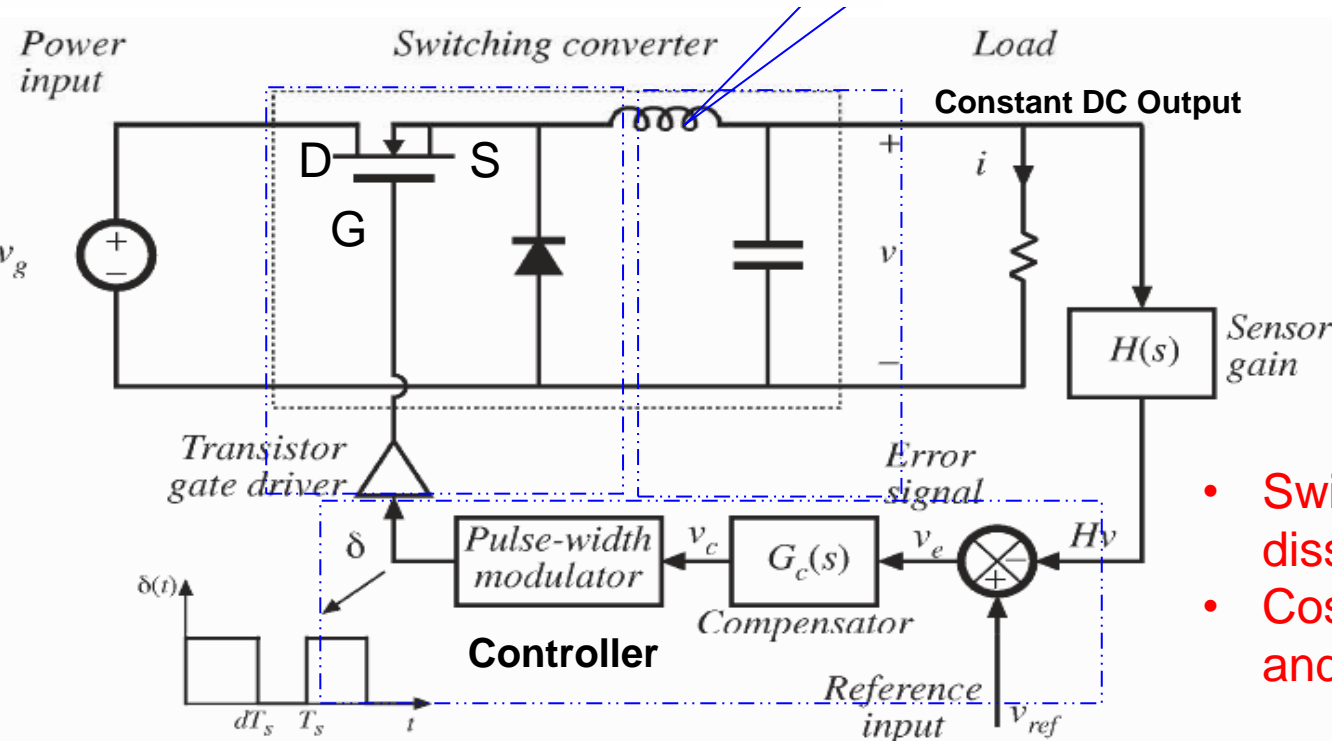 Power
input
Switching converter
Load
Constant DC Output
D
S
G
+
−
v_g
+
v
−
i
H(s)
Sensor
gain
Transistor
gate driver
Error
signal
δ
Pulse-width
modulator
v_c
G_c(s)
v_e
−
+
Hv
Compensator
Controller
δ(t)
dT_s
T_s
t
Reference
input
v_ref
• Swi
diss
• Cos
and